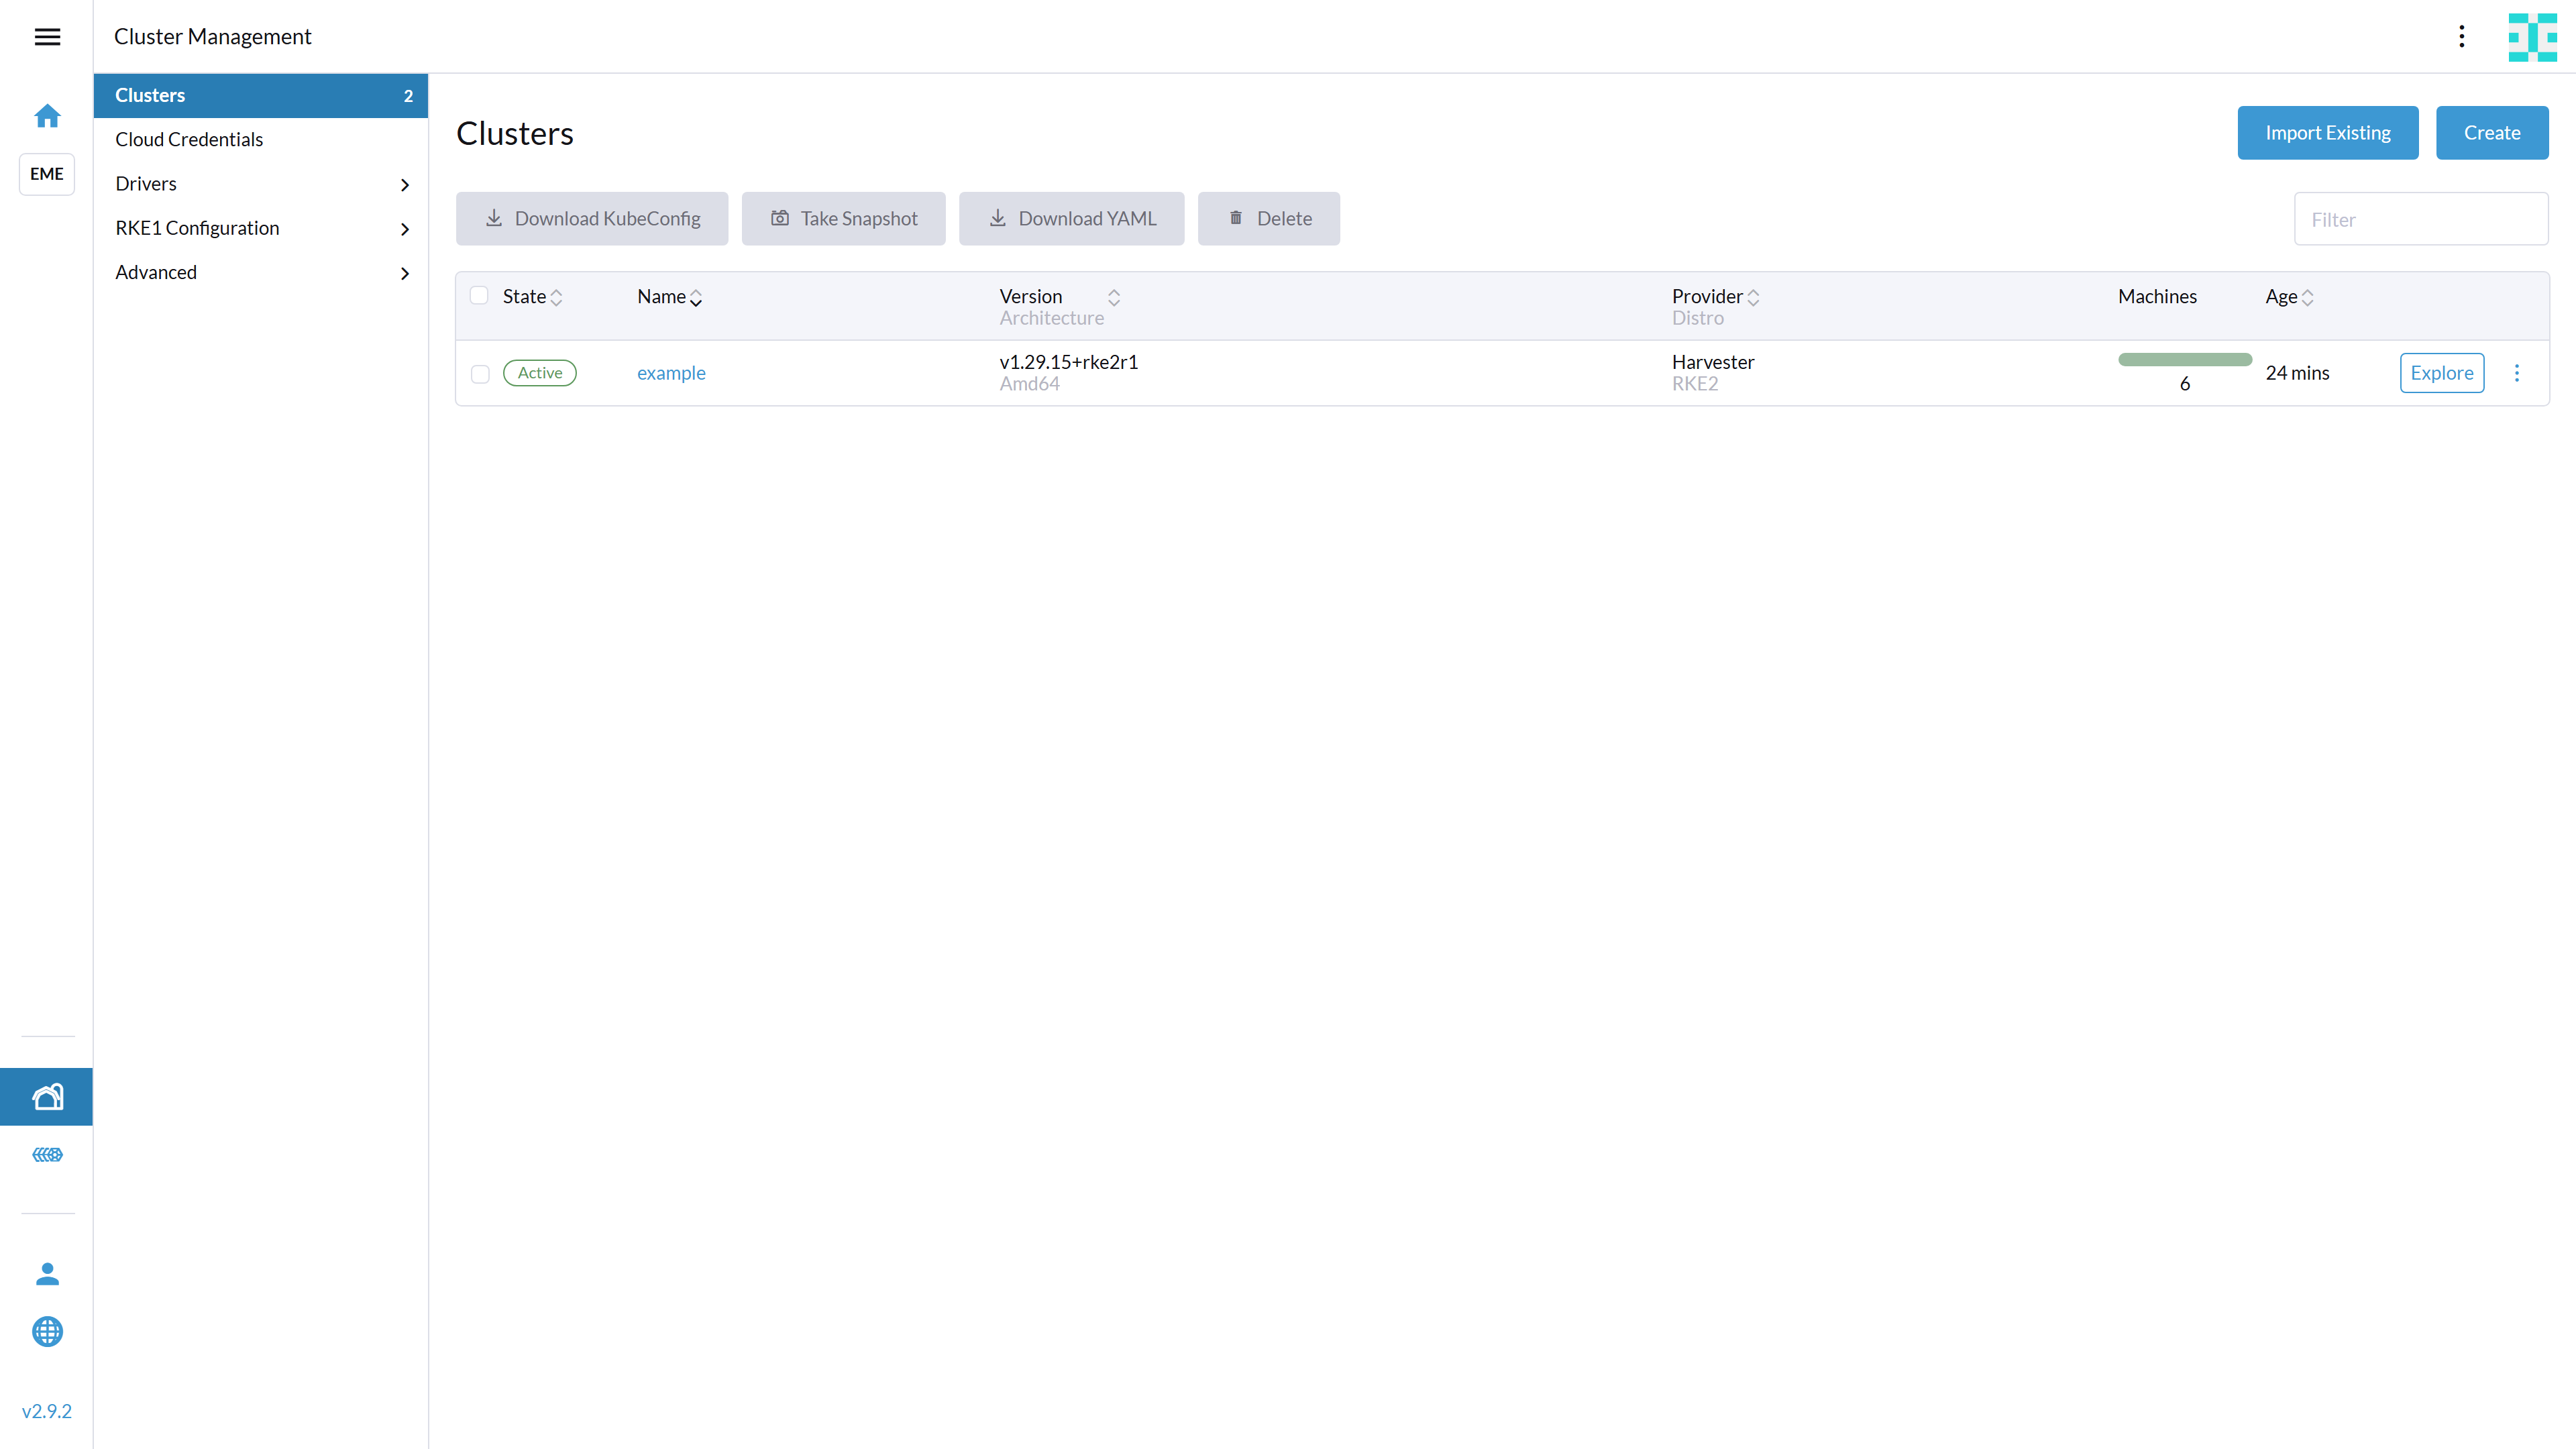 Cluster Management
EME
Clusters 2
Cloud Credentials
Drivers
RKE1 Configuration
Advanced
Clusters
Import Existing
Create
Download KubeConfig
Take Snapshot
Download YAML
Delete
Filter
State Name Version Provider Machines Age
Architecture Distro
Active example v1.29.15+rke2r1 Harvester 24 mins Explore
Amd64 RKE2 6
v2.9.2